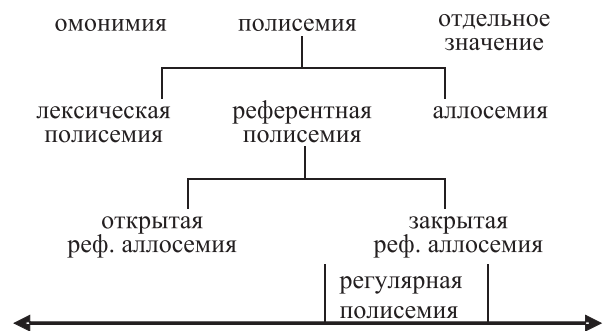 омонимия полисемия отдельное
значение
лексическая референтная аллосемия
полисемия полисемия
открытая закрытая
реф. аллосемия реф. аллосемия
регулярная
полисемия